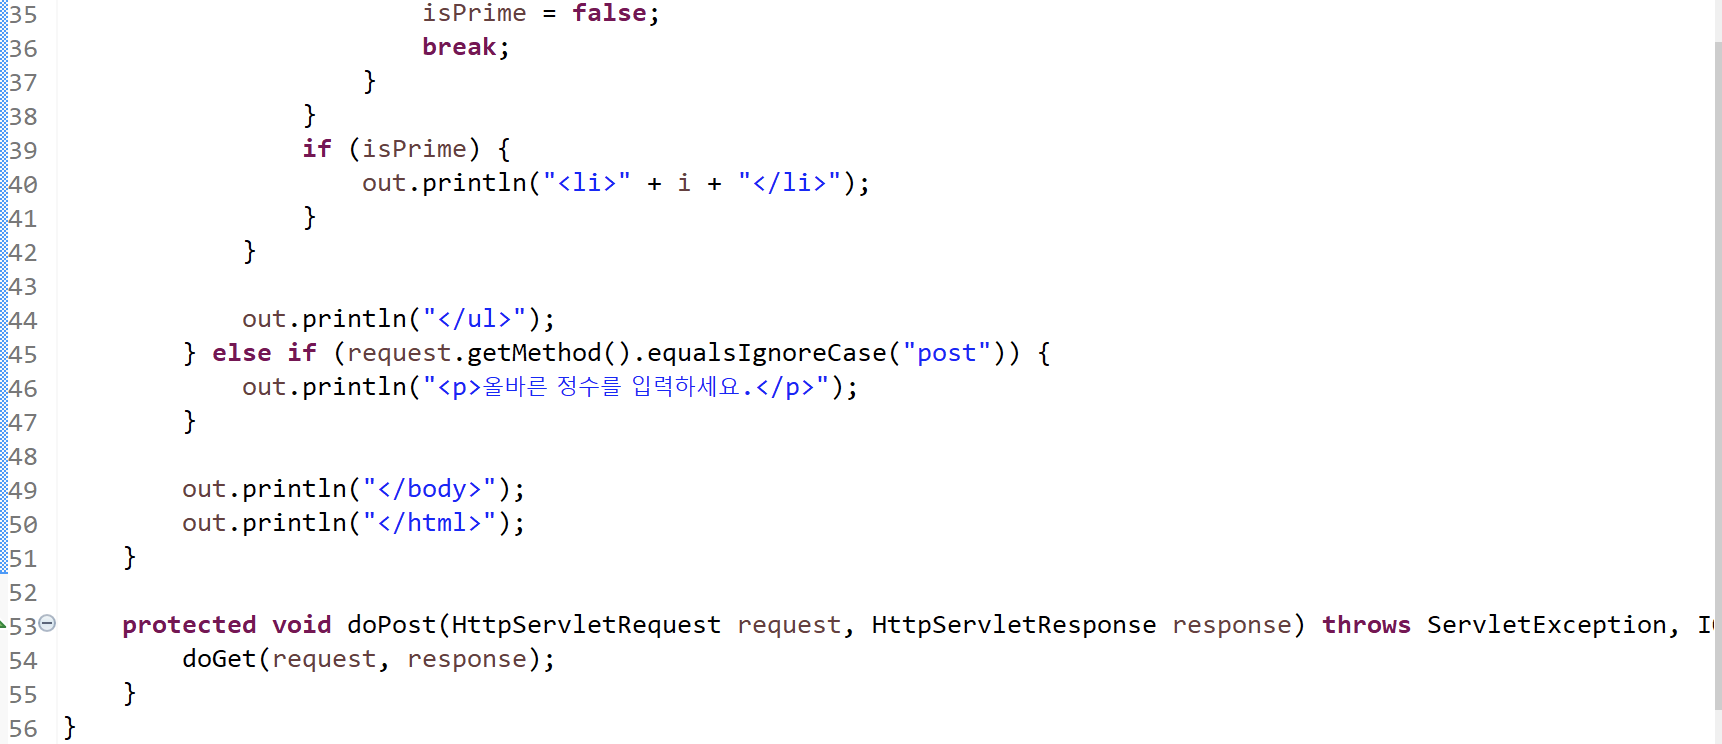 35 isPrime = false;
36 break;
37 }
38 }
39 if (isPrime) {
40 out.println("<li>" + i + "</li>");
41 }
42 }
43
44 out.println("</ul>");
45 } else if (request.getMethod().equalsIgnoreCase("post")) {
46 out.println("<p>올바른 정수를 입력하세요.</p>");
47 }
48
49 out.println("</body>");
50 out.println("</html>");
51 }
52
53 protected void doPost(HttpServletRequest request, HttpServletResponse response) throws ServletException,
54 doGet(request, response);
55 }
56 }